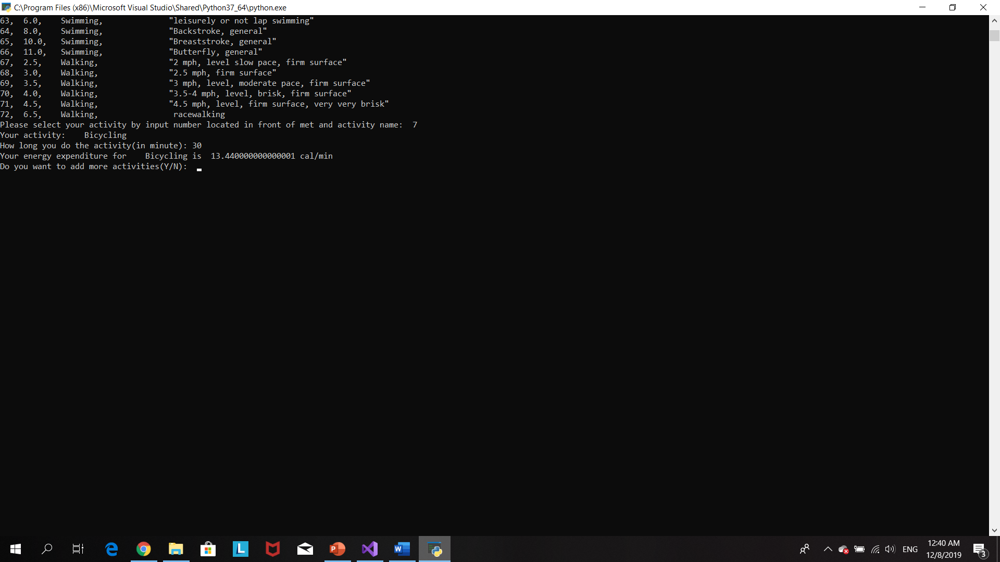 C:\Program Files (x86)\Microsoft Visual Studio\Shared\Python37_64\python.exe
63,  6.0,    Swimming,              "leisurely or not lap swimming"
64,  8.0,    Swimming,              "Backstroke, general"
65,  10.0,   Swimming,              "Breaststroke, general"
66,  11.0,   Swimming,              "Butterfly, general"
67,  2.5,    Walking,               "2 mph, level slow pace, firm surface"
68,  3.0,    Walking,               "2.5 mph, firm surface"
69,  3.5,    Walking,               "3 mph, level, moderate pace, firm surface"
70,  4.0,    Walking,               "3.5-4 mph, level, brisk, firm surface"
71,  4.5,    Walking,               "4.5 mph, level, firm surface, very very brisk"
72,  6.5,    Walking,                racewalking
Please select your activity by input number located in front of met and activity name:  7
Your activity:    Bicycling
How long you do the activity(in minute): 30
Your energy expenditure for    Bicycling is  13.440000000000001 cal/min
Do you want to add more activities(Y/N):
L
P
W
ENG
12:40 AM
12/8/2019
3